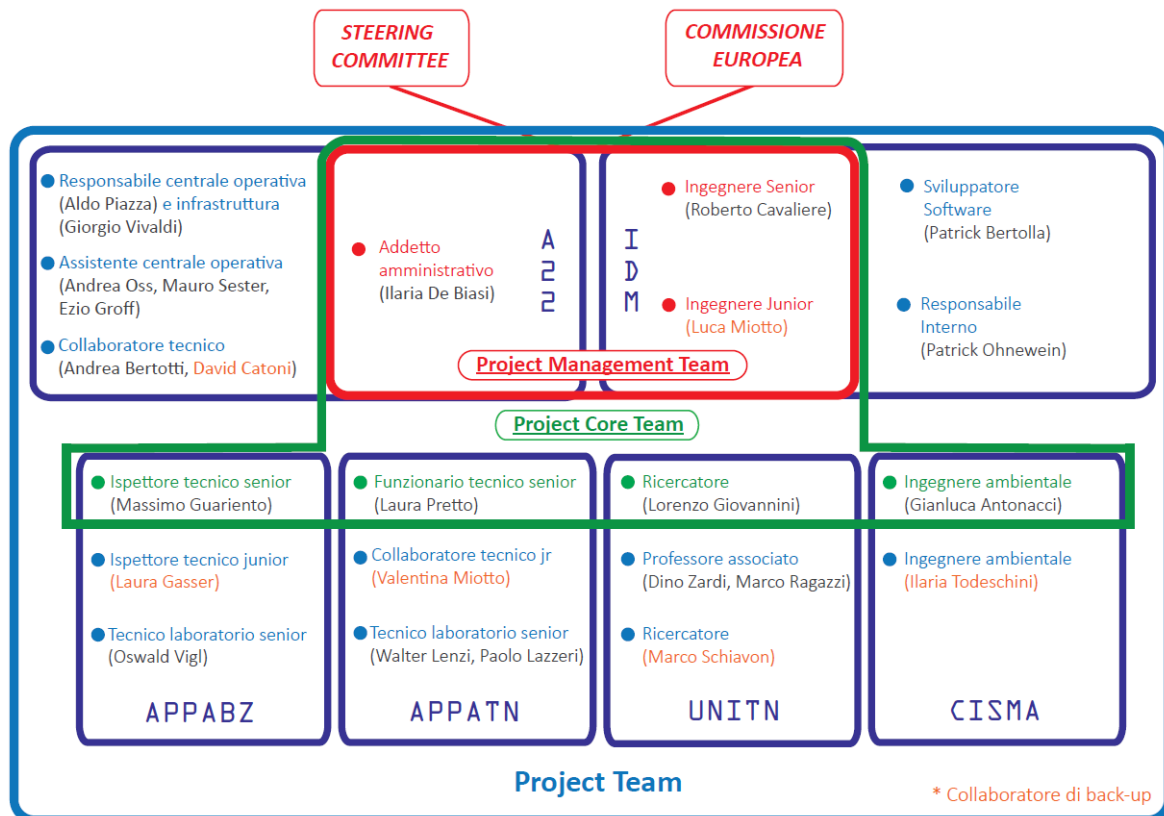 STEERING
COMMITTEE
COMMISSIONE
EUROPEA
Responsabile centrale operativa
(Aldo Piazza) e infrastruttura
(Giorgio Vivaldi)
Assistente centrale operativa
(Andrea Oss, Mauro Sester,
Ezio Groff)
Collaboratore tecnico
(Andrea Bertotti, David Catoni)
Addetto
amministrativo
(Ilaria De Biasi)
A22
IDM
Ingegnere Senior
(Roberto Cavaliere)
Ingegnere Junior
(Luca Miotto)
Project Management Team
Sviluppatore
Software
(Patrick Bertolla)
Responsabile
Interno
(Patrick Ohnewein)
Project Core Team
Ispettore tecnico senior
(Massimo Guariento)
Ispettore tecnico junior
(Laura Gasser)
Tecnico laboratorio senior
(Oswald Vigl)
APPABZ
Funzionario tecnico senior
(Laura Pretto)
Collaboratore tecnico jr
(Valentina Miotto)
Tecnico laboratorio senior
(Walter Lenzi, Paolo Lazzeri)
APPATN
Ricercatore
(Lorenzo Giovannini)
Professore associato
(Dino Zardi, Marco Ragazzi)
Ricercatore
(Marco Schiavon)
UNITN
Ingegnere ambientale
(Gianluca Antonacci)
Ingegnere ambientale
(Ilaria Todeschini)
CISMA
Project Team
* Collaboratore di back-up